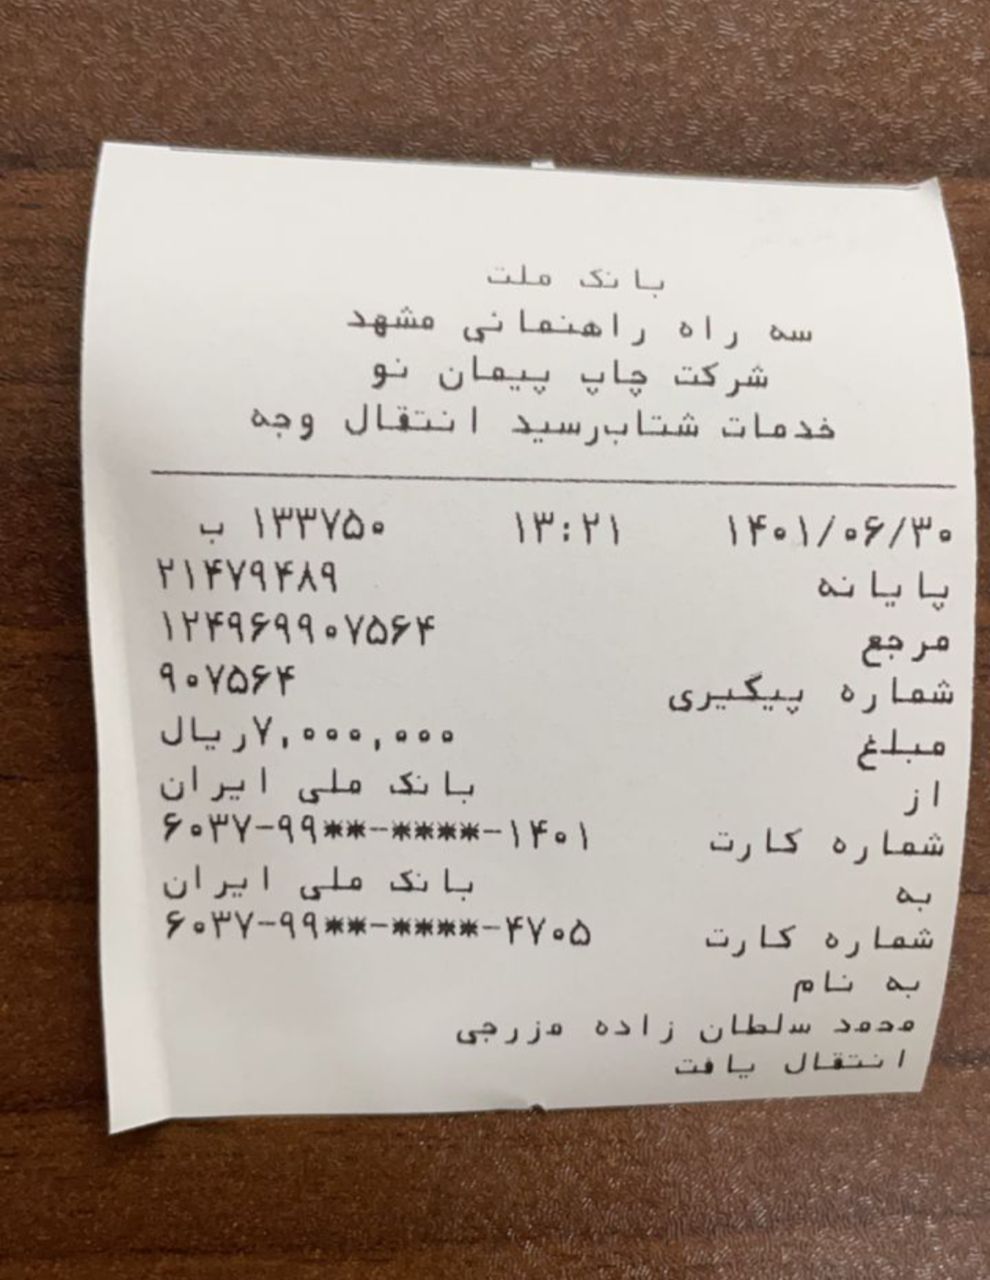 بانک ملت
سه راه راهنمائی مشهد
شرکت چاپ پیمان نو
خدمات شتاب‌رسید انتقال وجه
۱۴۰۱/۰۶/۳۰ ۱۳:۲۱ ۱۳۳۷۵۰ ب
پایانه ۲۱۴۷۹۴۸۹
مرجع ۱۲۴۹۶۹۹۰۷۵۶۴
شماره پیگیری ۹۰۷۵۶۴
مبلغ ۷,۰۰۰,۰۰۰ریال
از بانک ملی ایران
شماره کارت ۶۰۳۷-۹۹**-****-۱۴۰۱
به بانک ملی ایران
شماره کارت ۶۰۳۷-۹۹**-****-۴۷۰۵
به نام
محمد سلطان زاده مزرجی
انتقال یافت